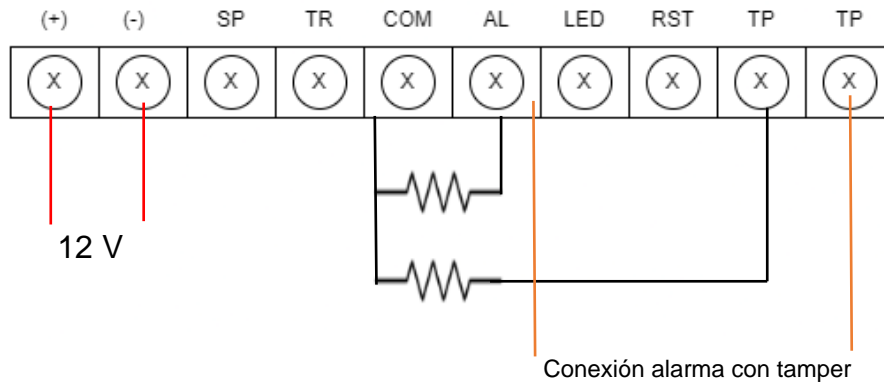 (+) (-) SP TR COM AL LED RST TP TP
X X X X X X X X X X
12 V
Conexión alarma con tamper